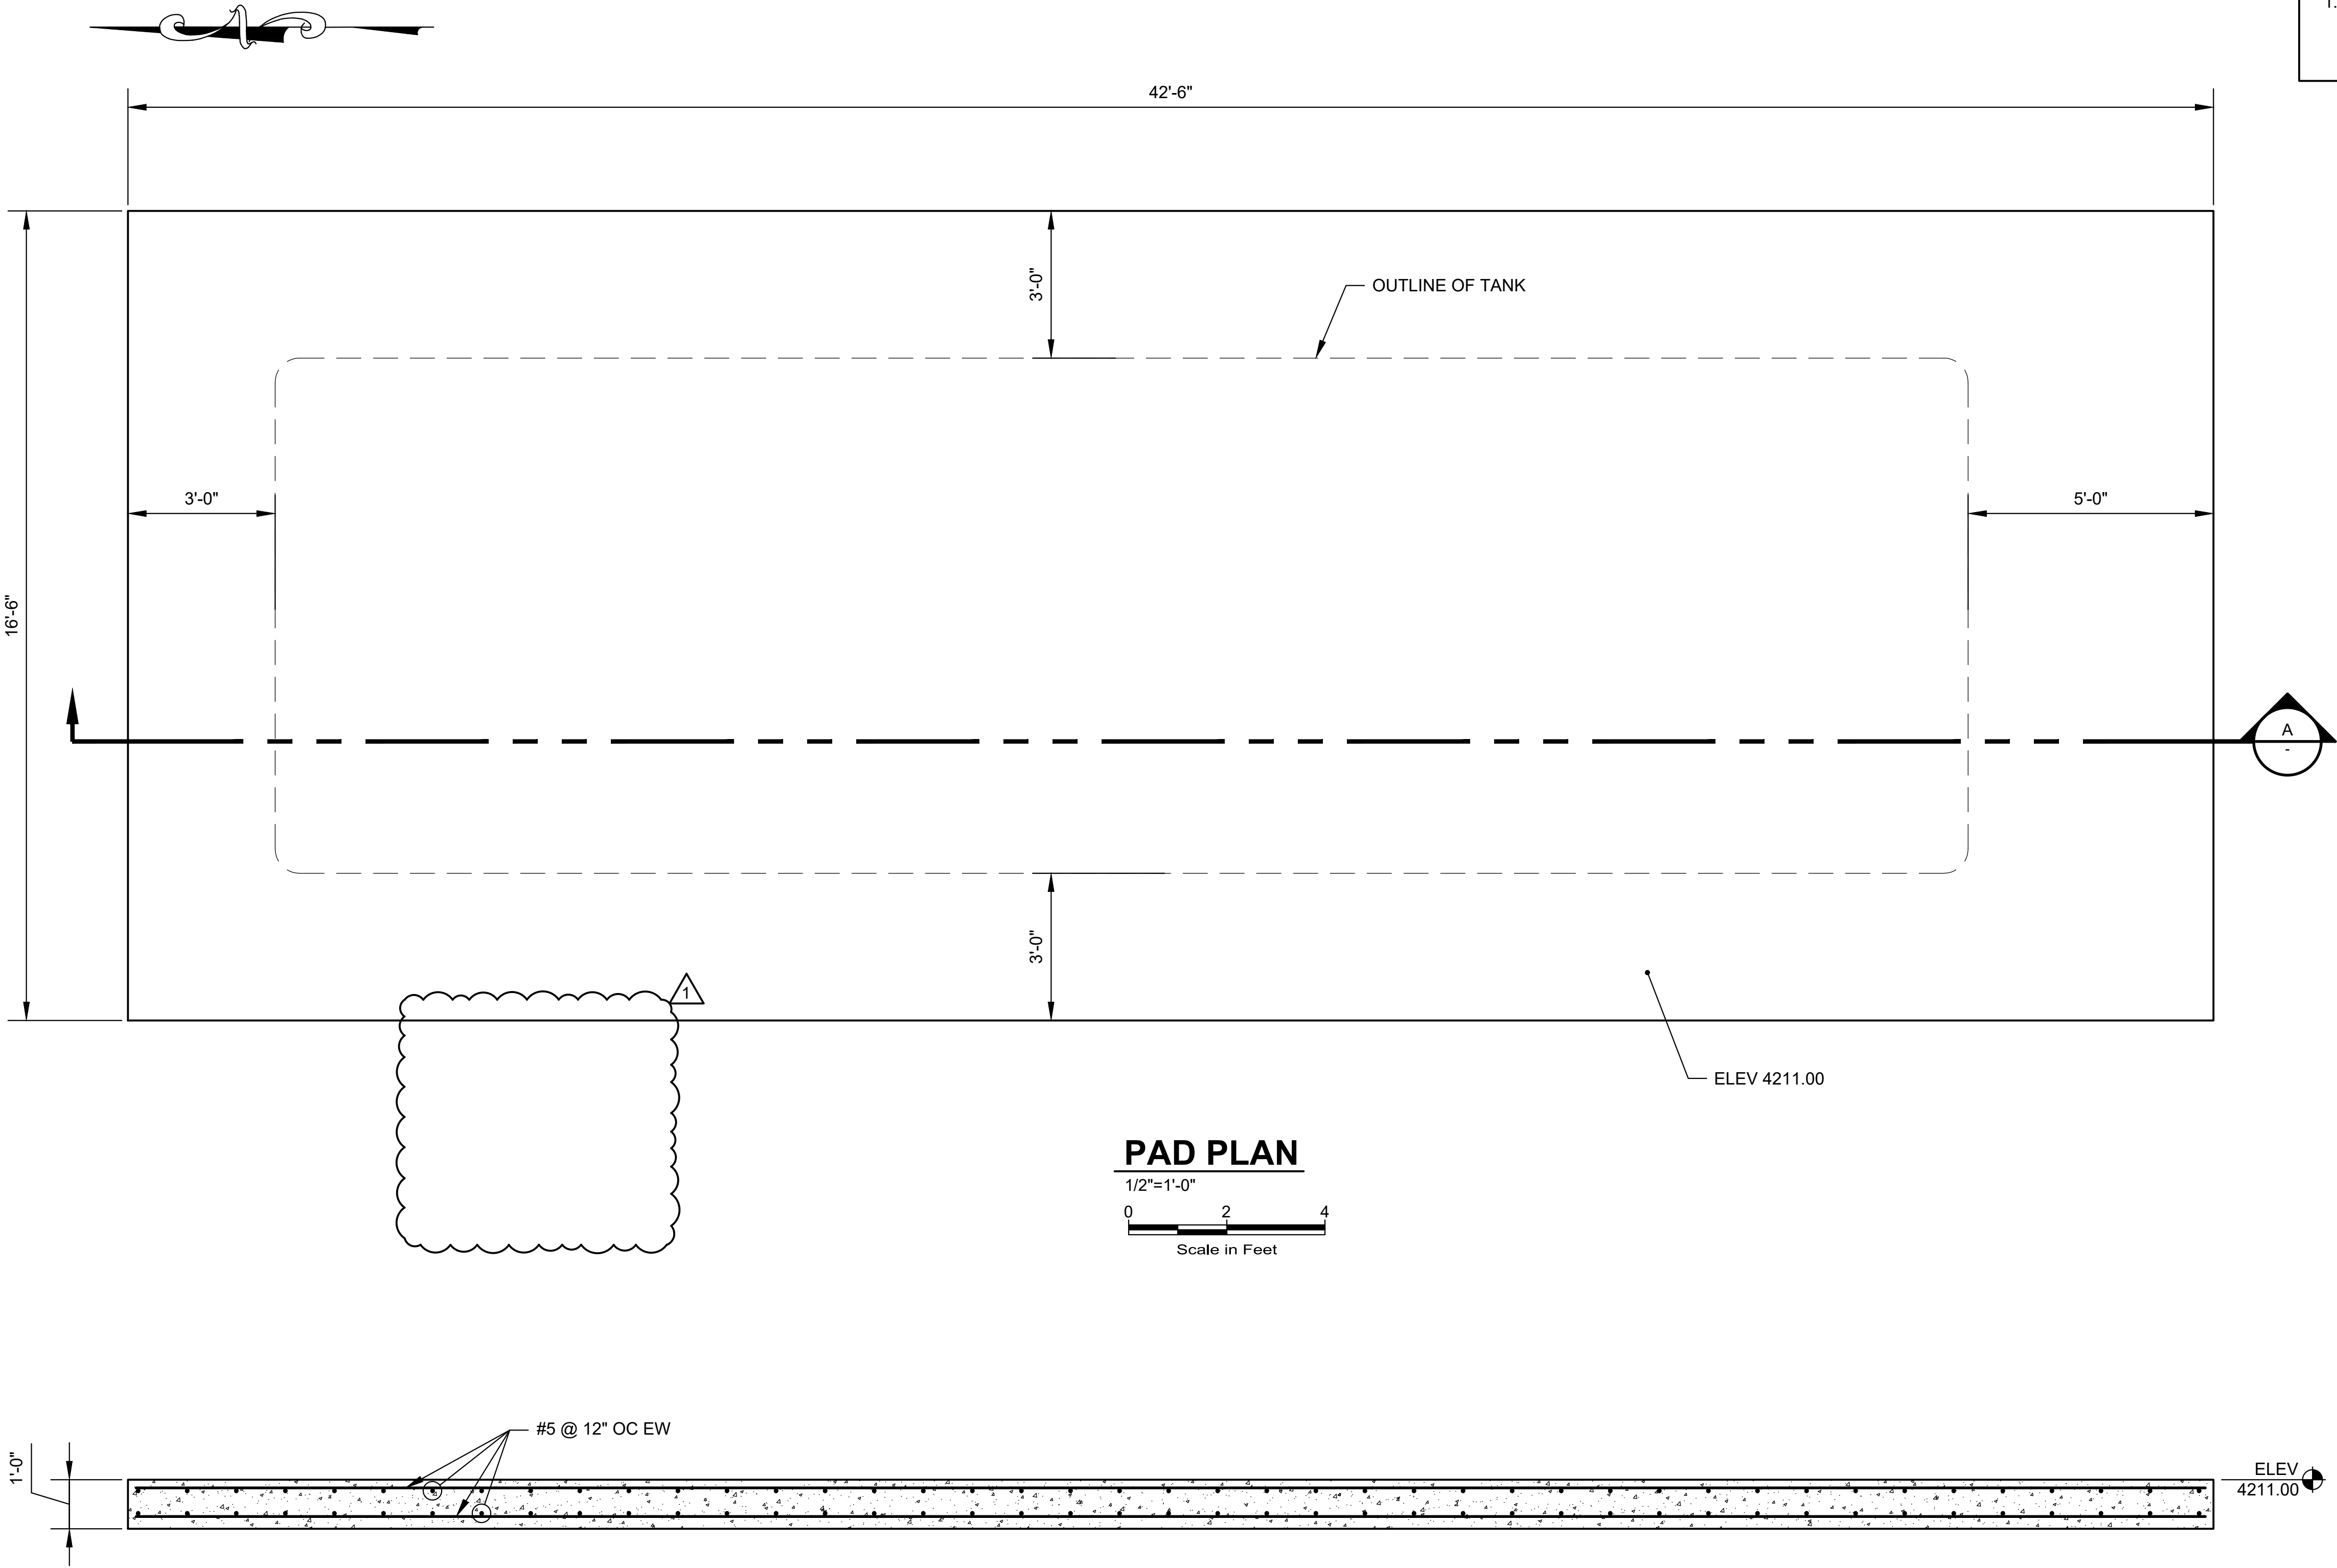 N
1.
42'-6"
3'-0"
OUTLINE OF TANK
3'-0"
5'-0"
16'-6"
A
-
3'-0"
1
ELEV 4211.00
PAD PLAN
1/2"=1'-0"
0 2 4
Scale in Feet
#5 @ 12" OC EW
1'-0"
ELEV
4211.00